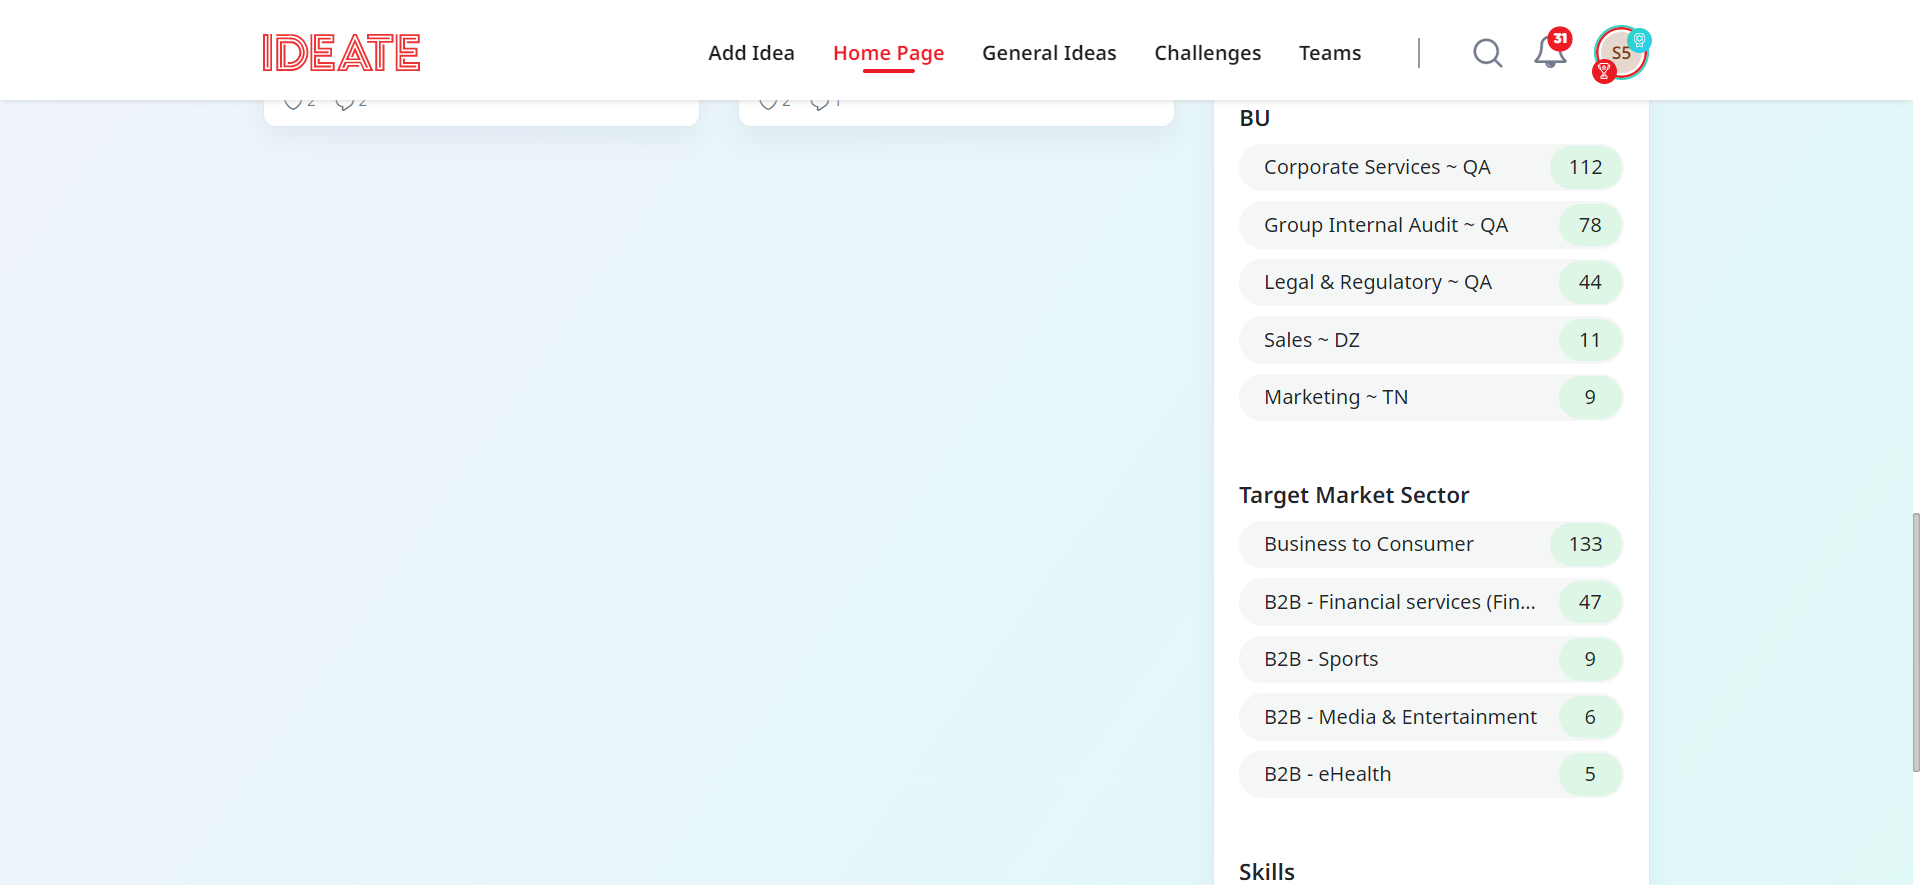 IDEATE
Add Idea
Home Page
General Ideas
Challenges
Teams
31
S5
2
2
2
1
BU
Corporate Services ~ QA 112
Group Internal Audit ~ QA 78
Legal & Regulatory ~ QA 44
Sales ~ DZ 11
Marketing ~ TN 9
Target Market Sector
Business to Consumer 133
B2B - Financial services (Fin... 47
B2B - Sports 9
B2B - Media & Entertainment 6
B2B - eHealth 5
Skills